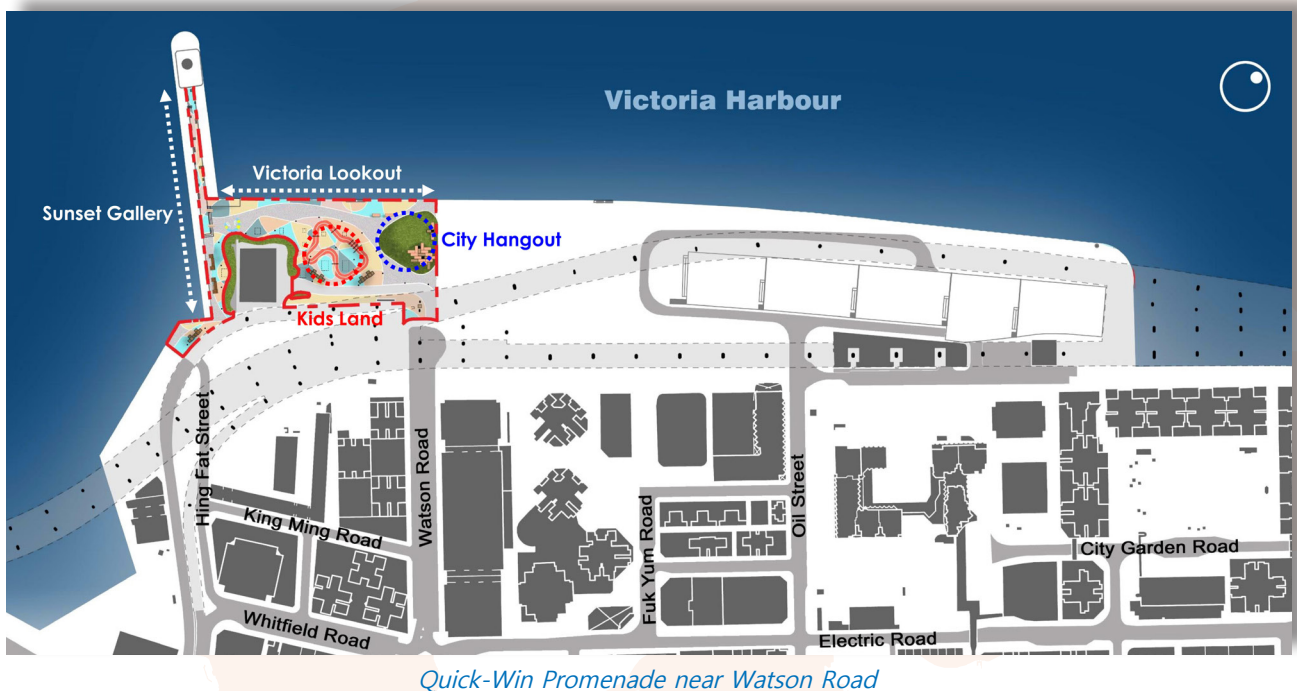 Victoria Harbour
Victoria Lookout
Sunset Gallery
City Hangout
Kids Land
Hing Fat Street
Watson Road
King Ming Road
Whitfield Road
Fuk Yum Road
Oil Street
City Garden Road
Electric Road
Quick-Win Promenade near Watson Road